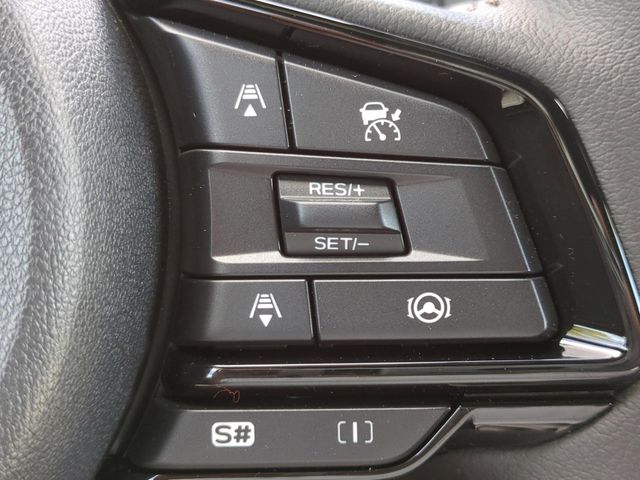 RES/+
SET/−
S#
[I]